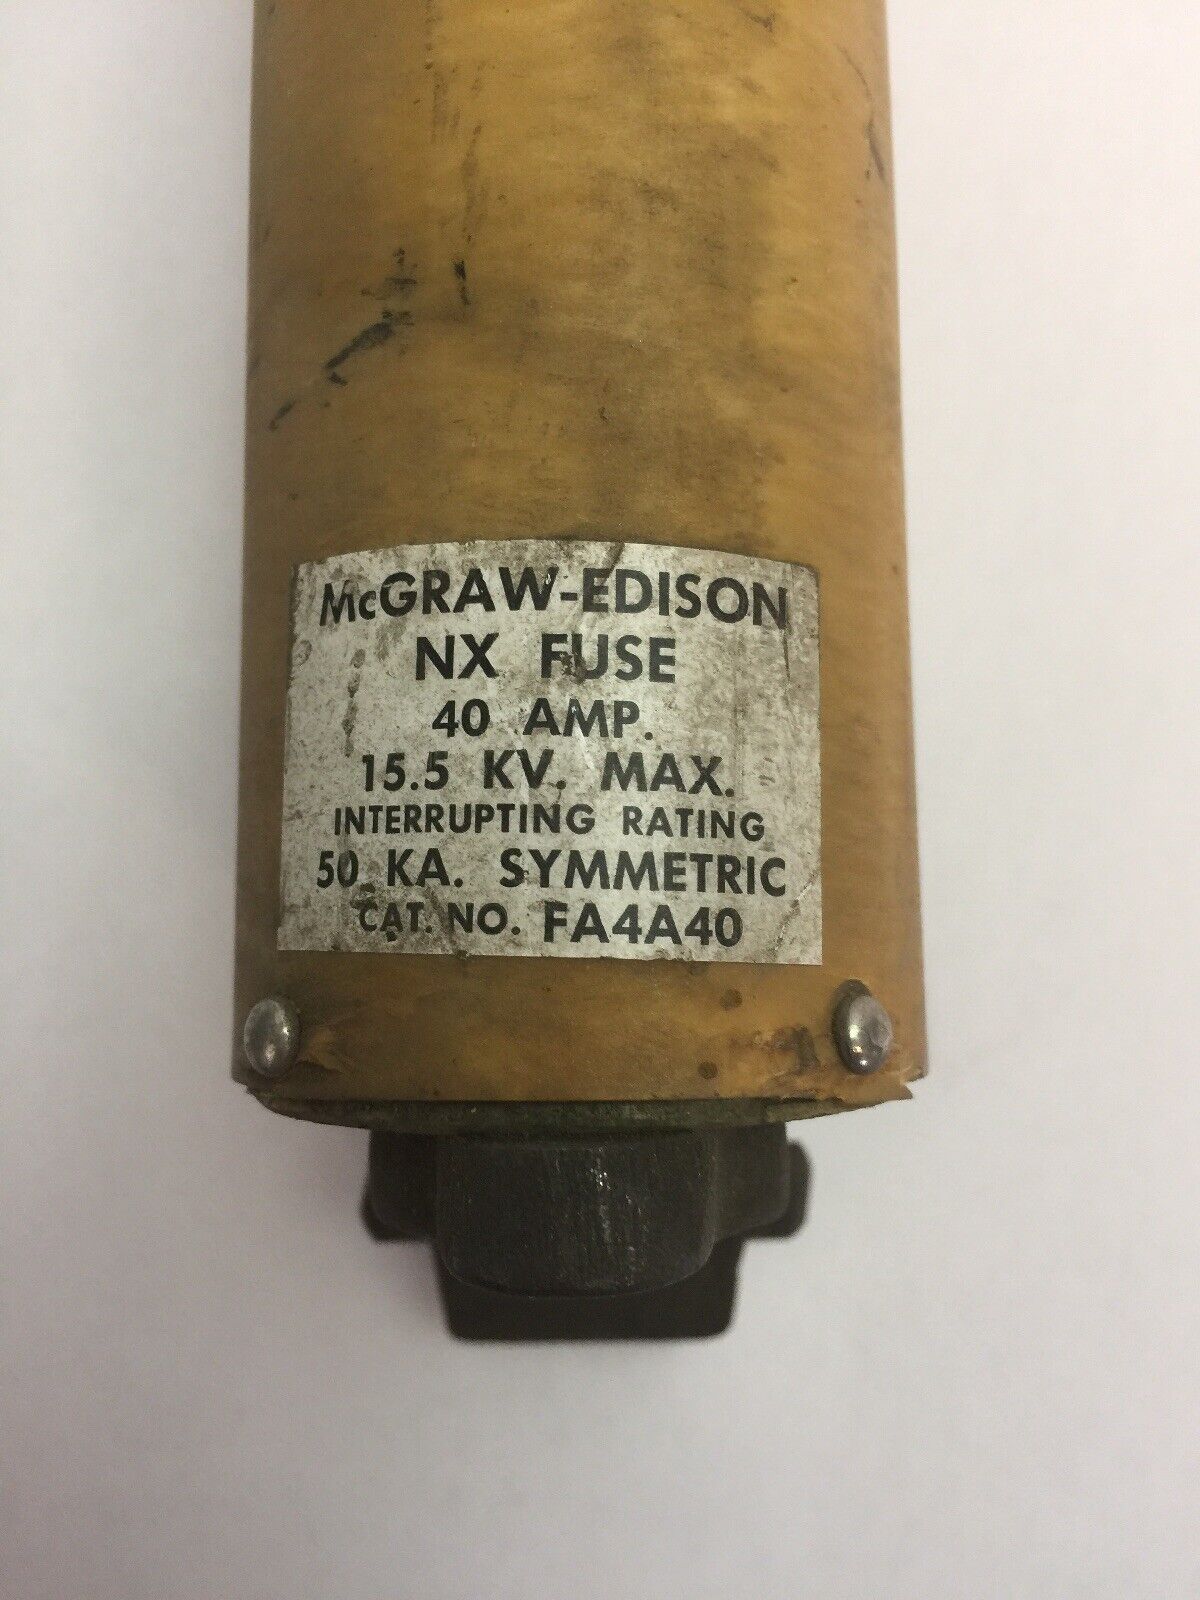 McGRAW-EDISON
NX FUSE
40 AMP.
15.5 KV. MAX.
INTERRUPTING RATING
50 KA. SYMMETRIC
CAT. NO. FA4A40